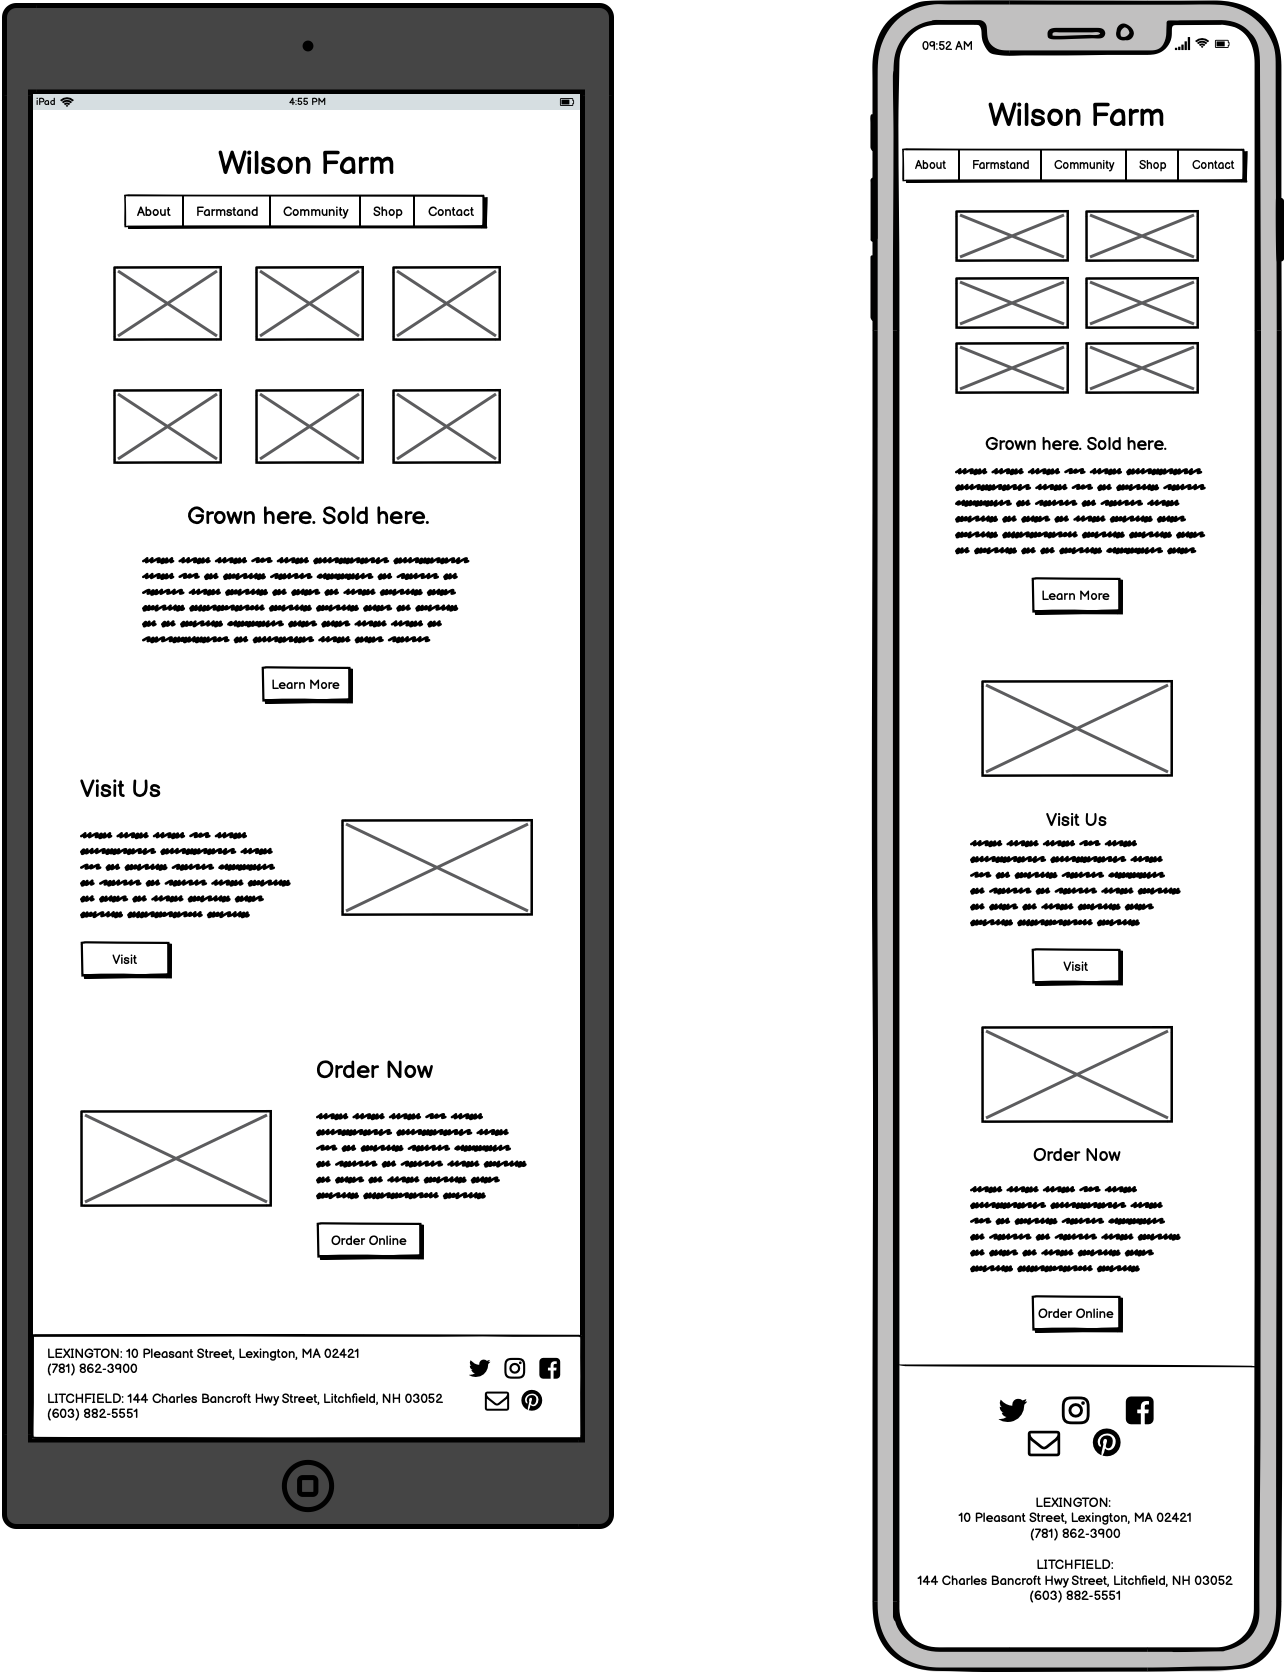 iPad
4:55 PM
Wilson Farm
About Farmstand Community Shop Contact
Grown here. Sold here.
Learn More
Visit Us
Visit
Order Now
Order Online
LEXINGTON: 10 Pleasant Street, Lexington, MA 02421
(781) 862-3900
LITCHFIELD: 144 Charles Bancroft Hwy Street, Litchfield, NH 03052
(603) 882-5551
09:52 AM
Wilson Farm
About Farmstand Community Shop Contact
Grown here. Sold here.
Learn More
Visit Us
Visit
Order Now
Order Online
LEXINGTON:
10 Pleasant Street, Lexington, MA 02421
(781) 862-3900
LITCHFIELD:
144 Charles Bancroft Hwy Street, Litchfield, NH 03052
(603) 882-5551